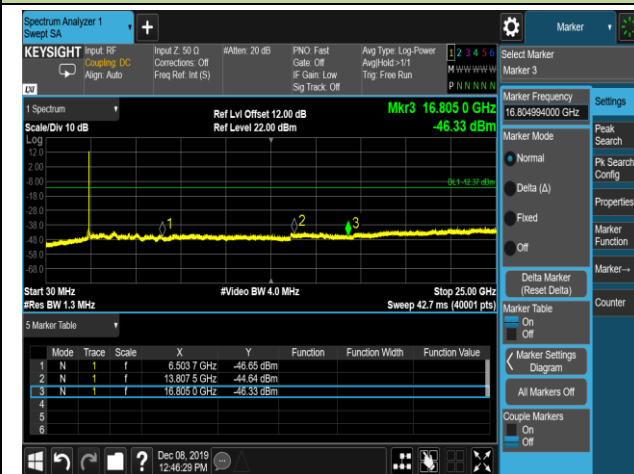 Spectrum Analyzer 1
Swept SA
Marker
KEYSIGHT Input: RF
Coupling: DC
Align: Auto
Input Z: 50 Ω
Corrections: Off
Freq Ref: Int (S)
#Atten: 20 dB
PNO: Fast
Gate: Off
IF Gain: Low
Sig Track: Off
Avg Type: Log-Power
Avg|Hold:>1/1
Trig: Free Run
1 2 3 4 5 6
M W W W W W
P N N N N N
LXI
Select Marker
Marker 3
1 Spectrum
Scale/Div 10 dB
Ref Lvl Offset 12.00 dB
Ref Level 22.00 dBm
Mkr3 16.805 0 GHz
-46.33 dBm
Log
12.0
2.00
-8.00
-18.0
-28.0
-38.0
-48.0
-58.0
-68.0
DL1 -12.37 dBm
1
2
3
Start 30 MHz
#Res BW 1.3 MHz
#Video BW 4.0 MHz
Stop 25.00 GHz
Sweep 42.7 ms (40001 pts)
5 Marker Table
Mode Trace Scale X Y Function Function Width Function Value
1 N 1 f 6.503 7 GHz -46.65 dBm
2 N 1 f 13.807 5 GHz -44.64 dBm
3 N 1 f 16.805 0 GHz -46.33 dBm
4
5
6
Marker Frequency
16.804994000 GHz
Marker Mode
Normal
Delta (Δ)
Fixed
Off
Delta Marker
(Reset Delta)
Marker Table
On
Off
Marker Settings
Diagram
All Markers Off
Couple Markers
On
Off
Settings
Peak
Search
Pk Search
Config
Properties
Marker
Function
Marker→
Counter
?
Dec 08, 2019
12:46:29 PM